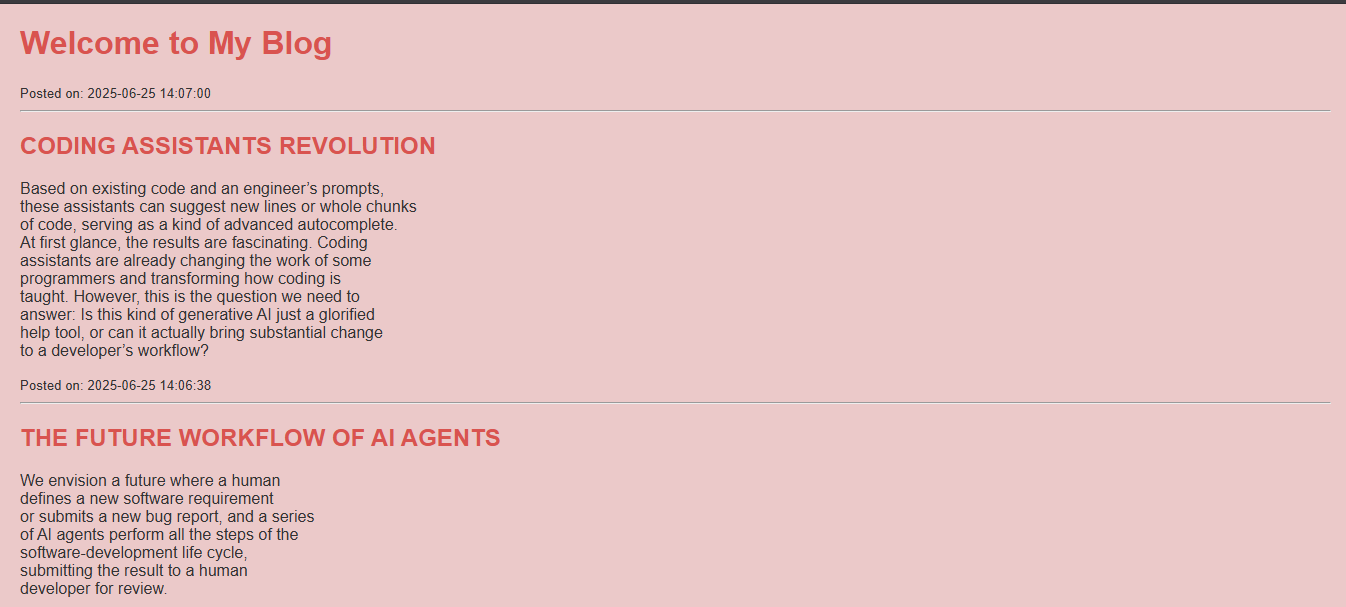 Welcome to My Blog
Posted on: 2025-06-25 14:07:00
CODING ASSISTANTS REVOLUTION
Based on existing code and an engineer’s prompts,
these assistants can suggest new lines or whole chunks
of code, serving as a kind of advanced autocomplete.
At first glance, the results are fascinating. Coding
assistants are already changing the work of some
programmers and transforming how coding is
taught. However, this is the question we need to
answer: Is this kind of generative AI just a glorified
help tool, or can it actually bring substantial change
to a developer’s workflow?
Posted on: 2025-06-25 14:06:38
THE FUTURE WORKFLOW OF AI AGENTS
We envision a future where a human
defines a new software requirement
or submits a new bug report, and a series
of AI agents perform all the steps of the
software-development life cycle,
submitting the result to a human
developer for review.